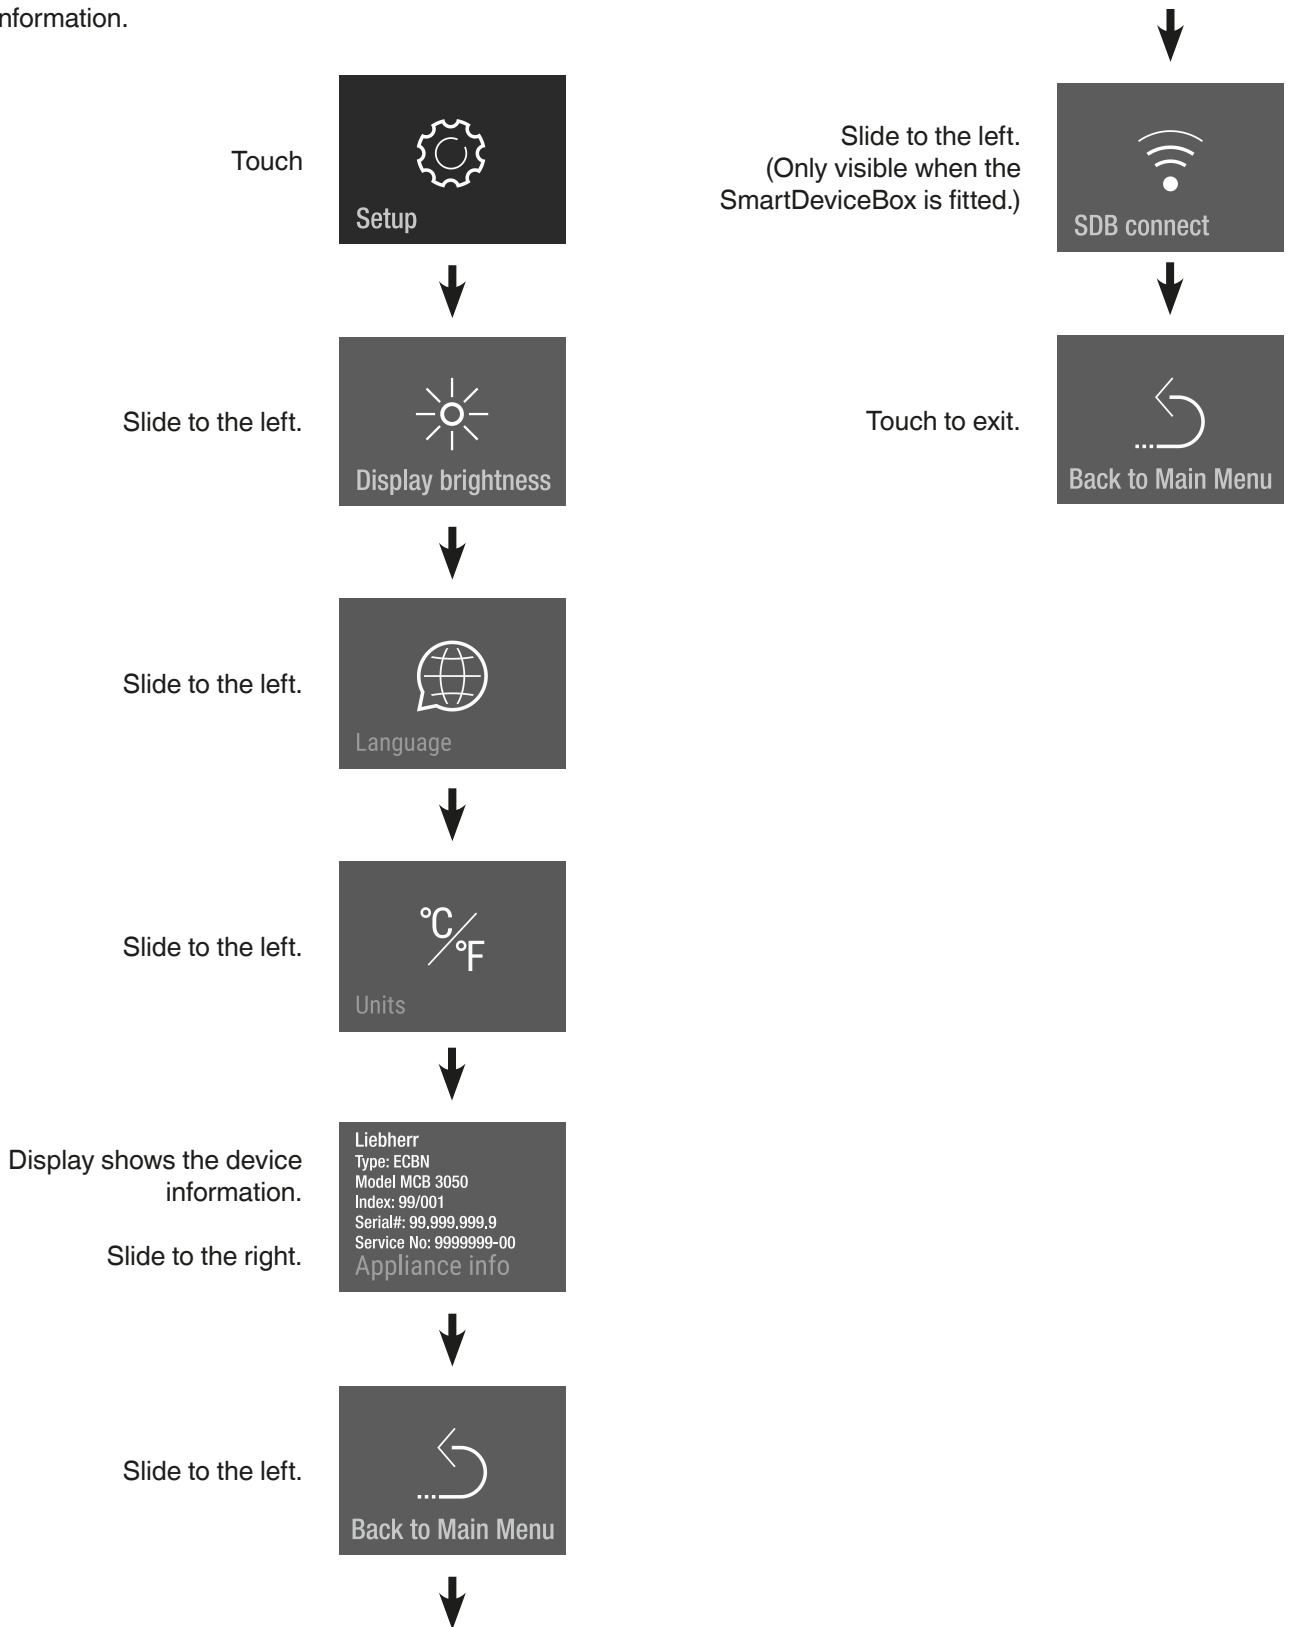 nformation.
Touch
Setup
Slide to the left.
Display brightness
Slide to the left.
Language
Slide to the left.
°C/°F
Units
Display shows the device
information.
Slide to the right.
Liebherr
Type: ECBN
Model MCB 3050
Index: 99/001
Serial#: 99.999.999.9
Service No: 9999999-00
Appliance info
Slide to the left.
Back to Main Menu
Slide to the left.
(Only visible when the
SmartDeviceBox is fitted.)
SDB connect
Touch to exit.
Back to Main Menu